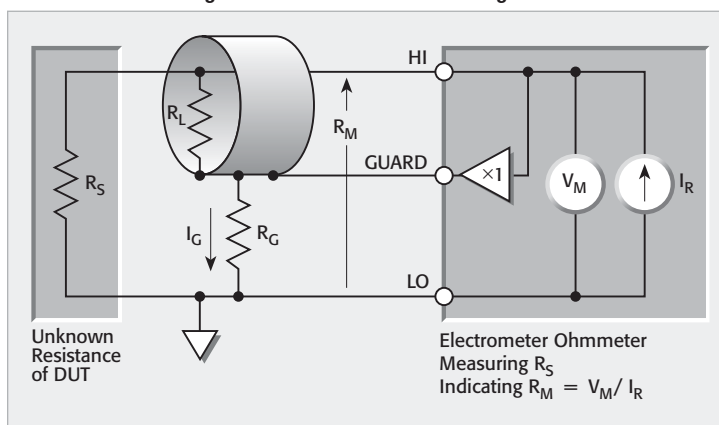 HI
R_L
R_M
GUARD
×1
R_S
V_M
I_R
I_G
R_G
LO
Unknown
Resistance
of DUT
Electrometer Ohmmeter
Measuring R_S
Indicating R_M = V_M/ I_R